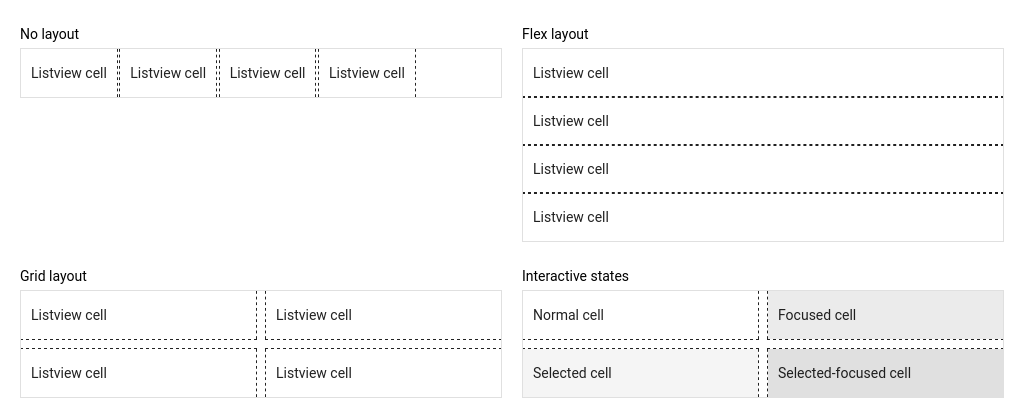 No layout
Listview cell Listview cell Listview cell Listview cell
Flex layout
Listview cell
Listview cell
Listview cell
Listview cell
Grid layout
Listview cell Listview cell
Listview cell Listview cell
Interactive states
Normal cell Focused cell
Selected cell Selected-focused cell